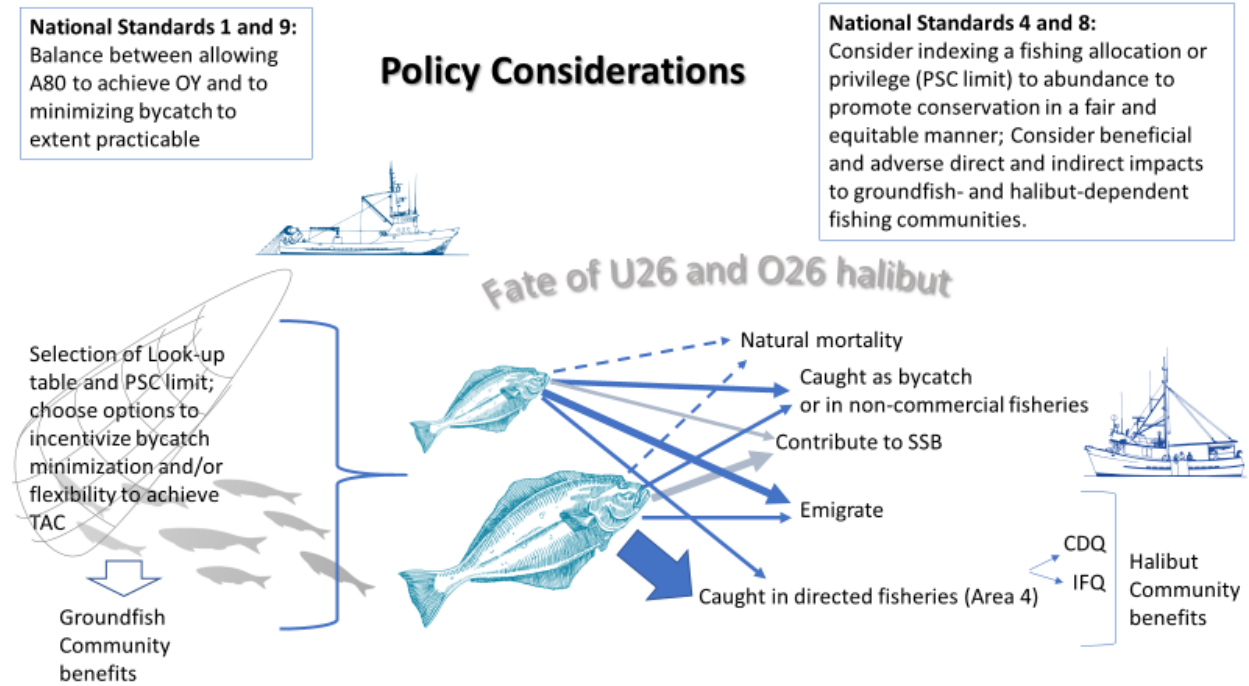 National Standards 1 and 9:
Balance between allowing
A80 to achieve OY and to
minimizing bycatch to
extent practicable
Policy Considerations
National Standards 4 and 8:
Consider indexing a fishing allocation or
privilege (PSC limit) to abundance to
promote conservation in a fair and
equitable manner; Consider beneficial
and adverse direct and indirect impacts
to groundfish- and halibut-dependent
fishing communities.
Fate of U26 and O26 halibut
Selection of Look-up
table and PSC limit;
choose options to
incentivize bycatch
minimization and/or
flexibility to achieve
TAC
Groundfish
Community
benefits
Natural mortality
Caught as bycatch
or in non-commercial fisheries
Contribute to SSB
Emigrate
Caught in directed fisheries (Area 4)
CDQ
IFQ
Halibut
Community
benefits